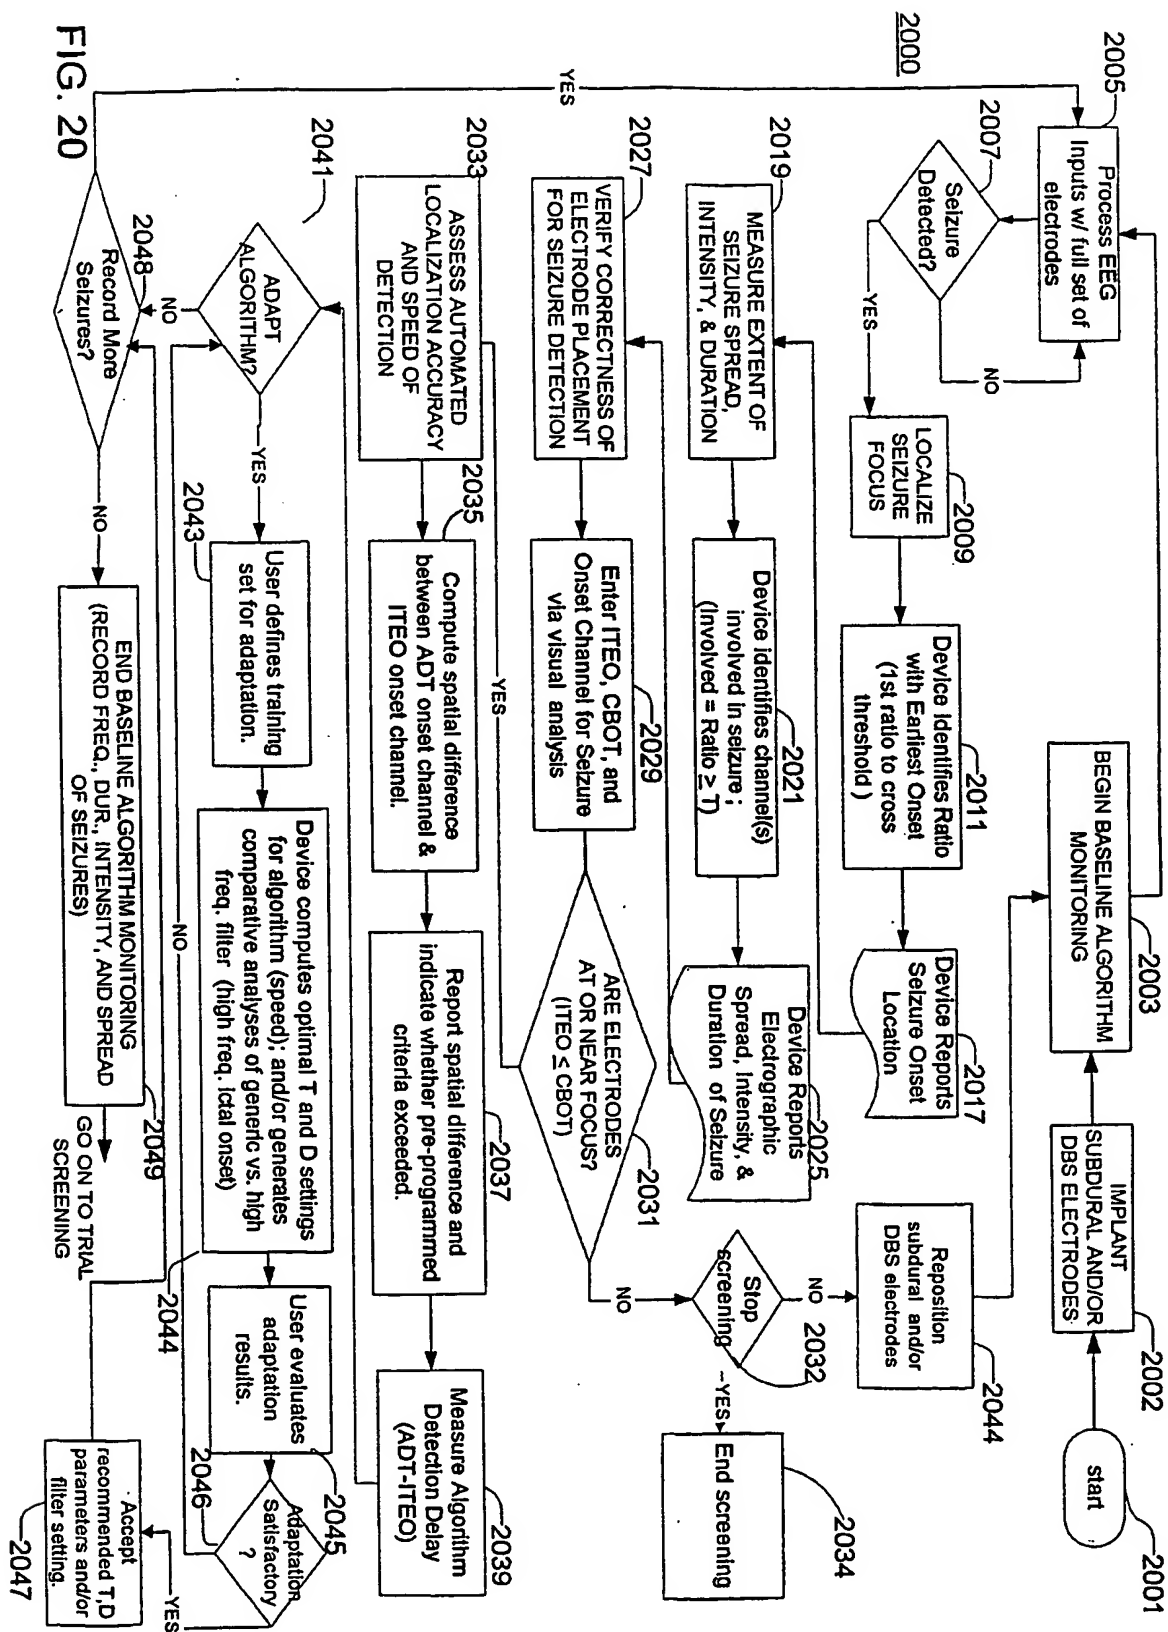 2000
2001
start
2002
IMPLANT
SUBDURAL AND/OR
DBS ELECTRODES
2003
BEGIN BASELINE ALGORITHM
MONITORING
2005
Process EEG
Inputs w/ full set of
electrodes
2007
Seizure
Detected?
NO
YES
LOCALIZE
SEIZURE
FOCUS
2009
Device Identifies Ratio
with Earliest Onset
(1st ratio to cross
threshold )
2011
Device Reports
Seizure Onset
Location
2017
2019
MEASURE EXTENT OF
SEIZURE SPREAD,
INTENSITY, & DURATION
Device identifies channel(s)
involved in seizure ;
(Involved = Ratio ≥ T)
2021
Device Reports
Electrographic
Spread, Intensity, &
Duration of Seizure
2025
2027
VERIFY CORRECTNESS OF
ELECTRODE PLACEMENT
FOR SEIZURE DETECTION
Enter ITEO, CBOT, and
Onset Channel for Seizure
via visual analysis
2029
ARE ELECTRODES
AT OR NEAR FOCUS?
(ITEO ≤ CBOT)
2031
YES
NO
Stop
screening
2032
NO
Reposition
subdural and/or
DBS electrodes
2044
YES
End screening
2034
2033
ASSESS AUTOMATED
LOCALIZATION ACCURACY
AND SPEED OF
DETECTION
2035
Compute spatial difference
between ADT onset channel &
ITEO onset channel.
Report spatial difference and
indicate whether pre-programmed
criteria exceeded.
2037
Measure Algorithm
Detection Delay
(ADT-ITEO)
2039
2041
ADAPT
ALGORITHM?
YES
NO
User defines training
set for adaptation.
2043
Device computes optimal T and D settings
for algorithm (speed); and/or generates
comparative analyses of generic vs. high
freq. filter (high freq. ictal onset)
2044
User evaluates
adaptation
results.
2045
Adaptation
Satisfactory
?
2046
NO
YES
Accept
recommended T,D
parameters and/or
filter setting.
2047
2048
Record More
Seizures?
YES
NO
END BASELINE ALGORITHM MONITORING
(RECORD FREQ., DUR., INTENSITY, AND SPREAD
OF SEIZURES)
2049
GO ON TO TRIAL
SCREENING
FIG. 20